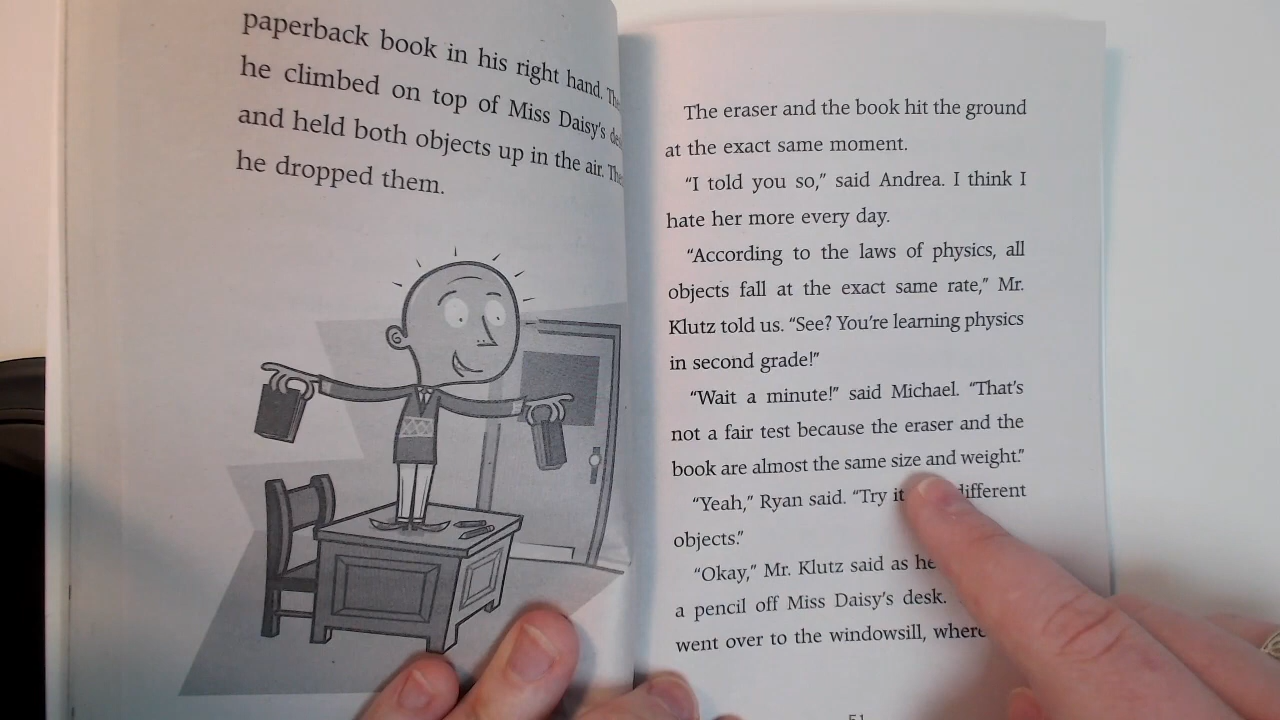 paperback book in his right hand.
he climbed on top of Miss Daisy's
and held both objects up in the air.
he dropped them.
The eraser and the book hit the ground
at the exact same moment.
“I told you so,” said Andrea. I think I
hate her more every day.
“According to the laws of physics, all
objects fall at the exact same rate,” Mr.
Klutz told us. “See? You’re learning physics
in second grade!”
“Wait a minute!” said Michael. “That’s
not a fair test because the eraser and the
book are almost the same size and weight.”
“Yeah,” Ryan said. “Try it different
objects.”
“Okay,” Mr. Klutz said as he
a pencil off Miss Daisy’s desk.
went over to the windowsill, where
51